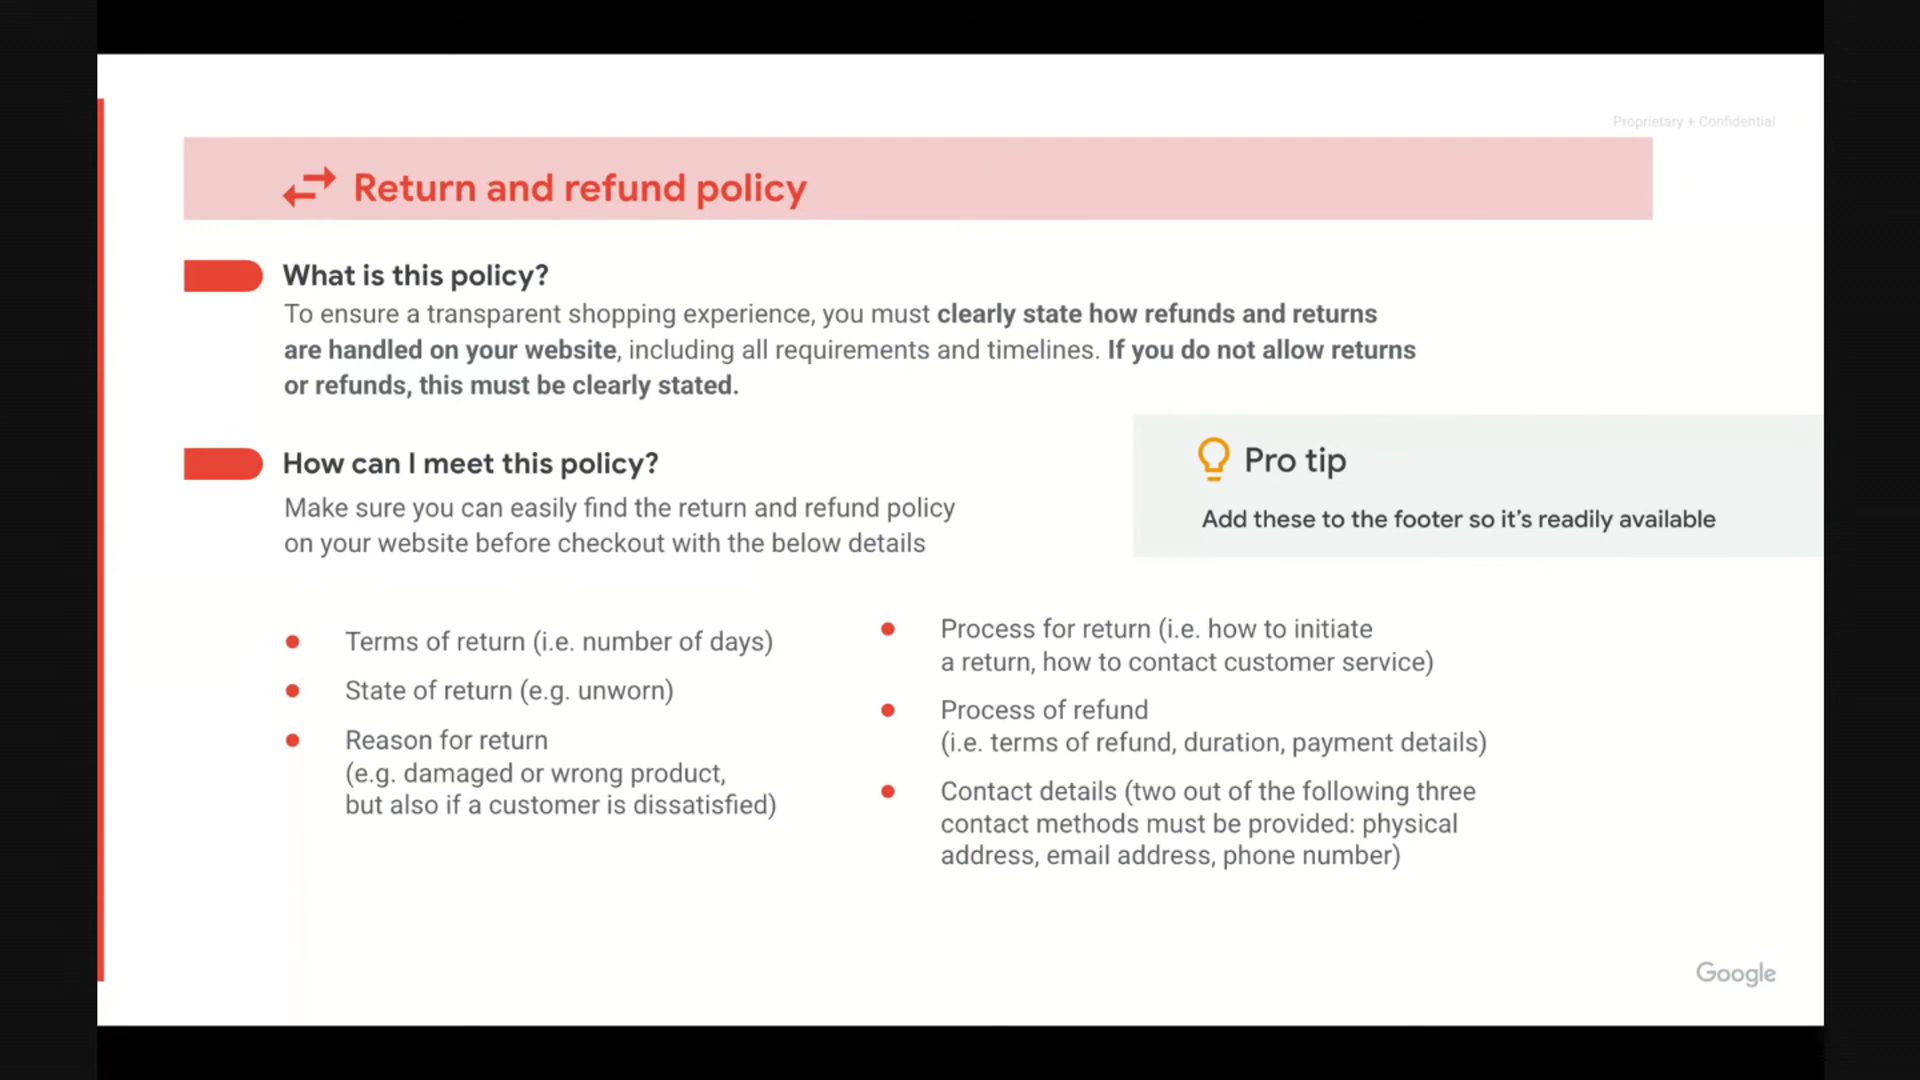 Proprietary + Confidential
Return and refund policy
What is this policy?
To ensure a transparent shopping experience, you must clearly state how refunds and returns
are handled on your website, including all requirements and timelines. If you do not allow returns
or refunds, this must be clearly stated.
How can I meet this policy?
Make sure you can easily find the return and refund policy
on your website before checkout with the below details
Pro tip
Add these to the footer so it's readily available
Terms of return (i.e. number of days)
State of return (e.g. unworn)
Reason for return
(e.g. damaged or wrong product,
but also if a customer is dissatisfied)
Process for return (i.e. how to initiate
a return, how to contact customer service)
Process of refund
(i.e. terms of refund, duration, payment details)
Contact details (two out of the following three
contact methods must be provided: physical
address, email address, phone number)
Google